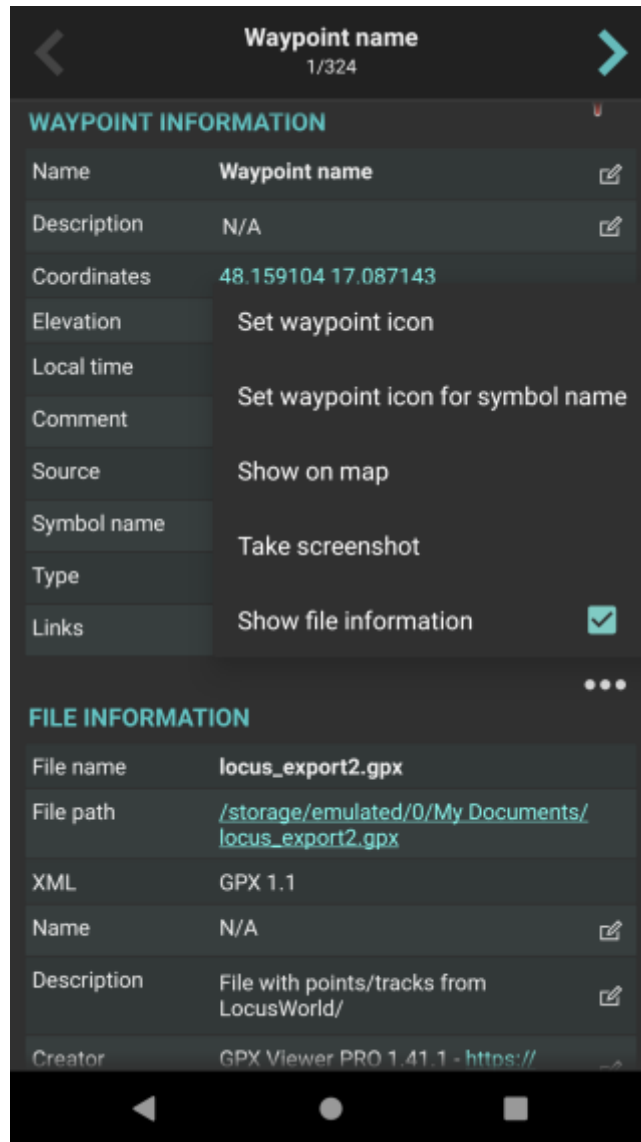 Waypoint name
1/324
WAYPOINT INFORMATION
Name Waypoint name
Description N/A
Coordinates 48.159104 17.087143
Elevation
Set waypoint icon
Local time
Set waypoint icon for symbol name
Comment
Source
Show on map
Symbol name
Take screenshot
Type
Links
Show file information
FILE INFORMATION
File name locus_export2.gpx
File path /storage/emulated/0/My Documents/
locus_export2.gpx
XML GPX 1.1
Name N/A
Description File with points/tracks from
LocusWorld/
Creator GPX Viewer PRO 1.41.1 - https://